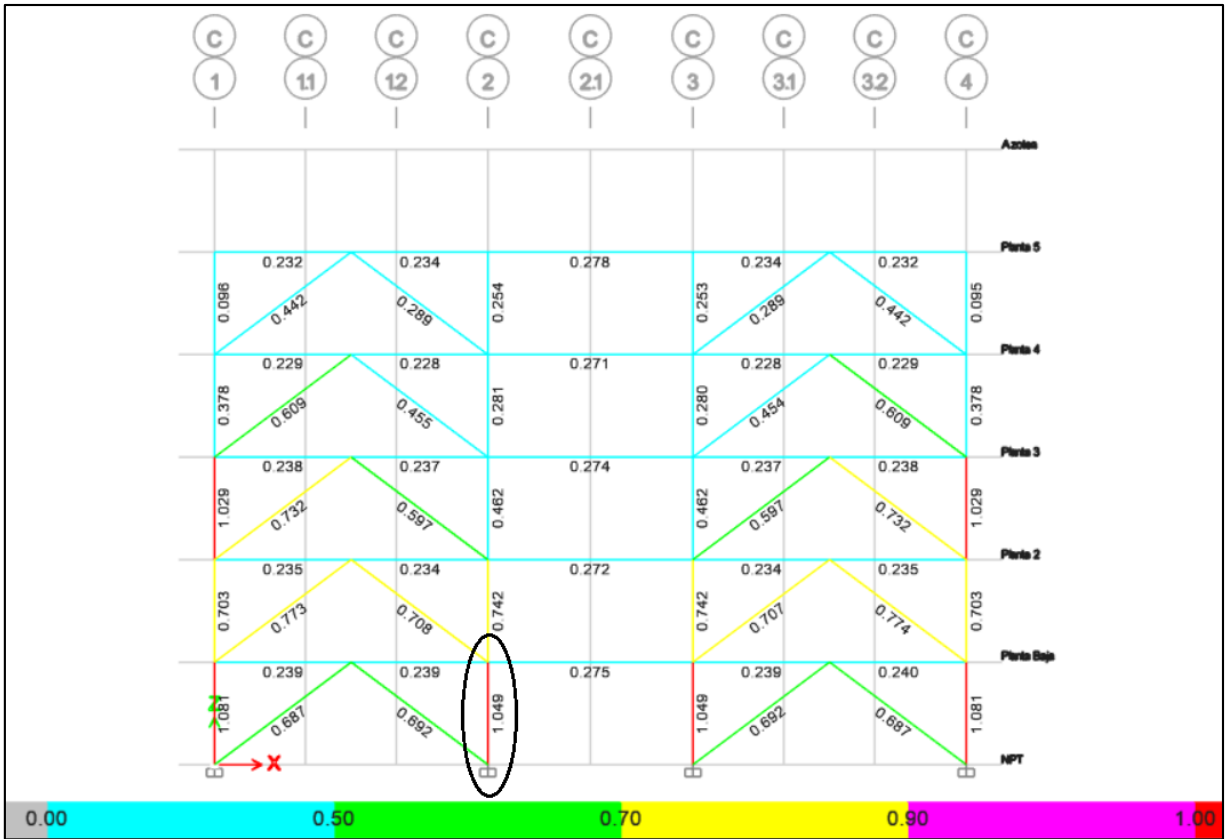 C C C C C C C C C
1 1.1 1.2 2 2.1 3 3.1 3.2 4
Azotea
Planta 5
0.232 0.234 0.278 0.234 0.232
0.096 0.442 0.289 0.254 0.253 0.289 0.442 0.095
Planta 4
0.229 0.228 0.271 0.228 0.229
0.378 0.609 0.455 0.281 0.280 0.454 0.609 0.378
Planta 3
0.238 0.237 0.274 0.237 0.238
1.029 0.732 0.597 0.462 0.462 0.597 0.732 1.029
Planta 2
0.235 0.234 0.272 0.234 0.235
0.703 0.773 0.708 0.742 0.742 0.707 0.774 0.703
Planta Baja
0.239 0.239 0.275 0.239 0.240
1.081 0.687 0.692 1.049 1.049 0.692 0.687 1.081
X
NPT
0.00 0.50 0.70 0.90 1.00